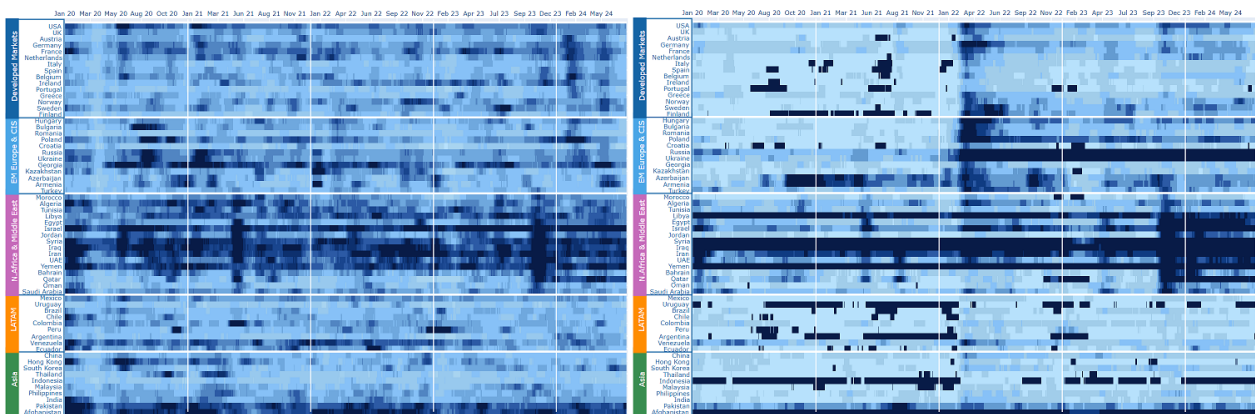 Jan 20 Mar 20 May 20 Aug 20 Oct 20 Jan 21 Mar 21 Jun 21 Aug 21 Nov 21 Jan 22 Apr 22 Jun 22 Sep 22 Nov 22 Feb 23 Apr 23 Jul 23 Sep 23 Dec 23 Feb 24 May 24
Developed Markets
USA
UK
Austria
Germany
France
Netherlands
Italy
Spain
Belgium
Ireland
Portugal
Greece
Norway
Sweden
Finland
EM Europe & CIS
Hungary
Bulgaria
Romania
Poland
Croatia
Russia
Ukraine
Georgia
Kazakhstan
Azerbaijan
Armenia
Turkey
N.Africa & Middle East
Morocco
Algeria
Tunisia
Libya
Egypt
Israel
Jordan
Syria
Iraq
Iran
UAE
Yemen
Bahrain
Qatar
Oman
Saudi Arabia
LATAM
Mexico
Uruguay
Brazil
Chile
Colombia
Peru
Argentina
Venezuela
Ecuador
Asia
China
Hong Kong
South Korea
Thailand
Indonesia
Malaysia
Philippines
India
Pakistan
Afghanistan
Jan 20 Mar 20 May 20 Aug 20 Oct 20 Jan 21 Mar 21 Jun 21 Aug 21 Nov 21 Jan 22 Apr 22 Jun 22 Sep 22 Nov 22 Feb 23 Apr 23 Jul 23 Sep 23 Dec 23 Mar 24 May 24
Developed Markets
USA
UK
Austria
Germany
France
Netherlands
Italy
Spain
Belgium
Ireland
Portugal
Greece
Norway
Sweden
Finland
EM Europe & CIS
Hungary
Bulgaria
Romania
Poland
Croatia
Russia
Ukraine
Georgia
Kazakhstan
Azerbaijan
Armenia
Turkey
N.Africa & Middle East
Morocco
Algeria
Tunisia
Libya
Egypt
Israel
Jordan
Syria
Iraq
Iran
UAE
Yemen
Bahrain
Qatar
Oman
Saudi Arabia
LATAM
Mexico
Uruguay
Brazil
Chile
Colombia
Peru
Argentina
Venezuela
Ecuador
Asia
China
Hong Kong
South Korea
Thailand
Indonesia
Malaysia
Philippines
India
Pakistan
Afghanistan